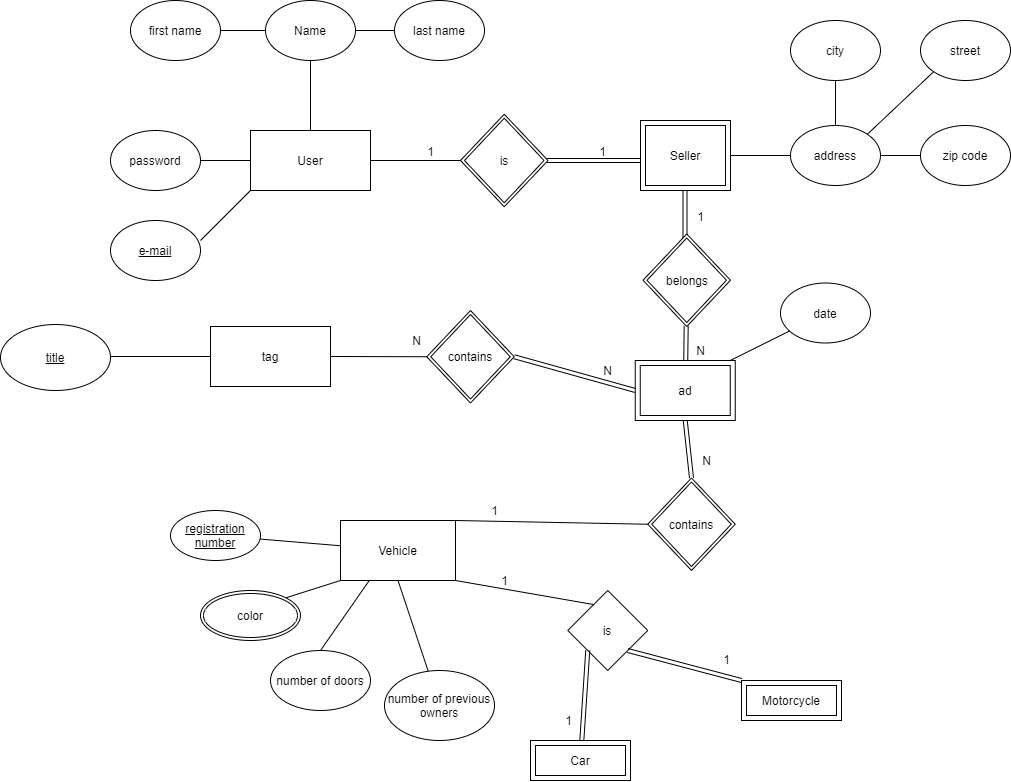 first name
Name
last name
city
street
password
User
1
is
1
Seller
address
zip code
e-mail
1
belongs
date
title
tag
N
contains
N
N
ad
N
registration
number
Vehicle
1
contains
color
1
is
number of doors
number of previous
owners
1
Motorcycle
1
Car